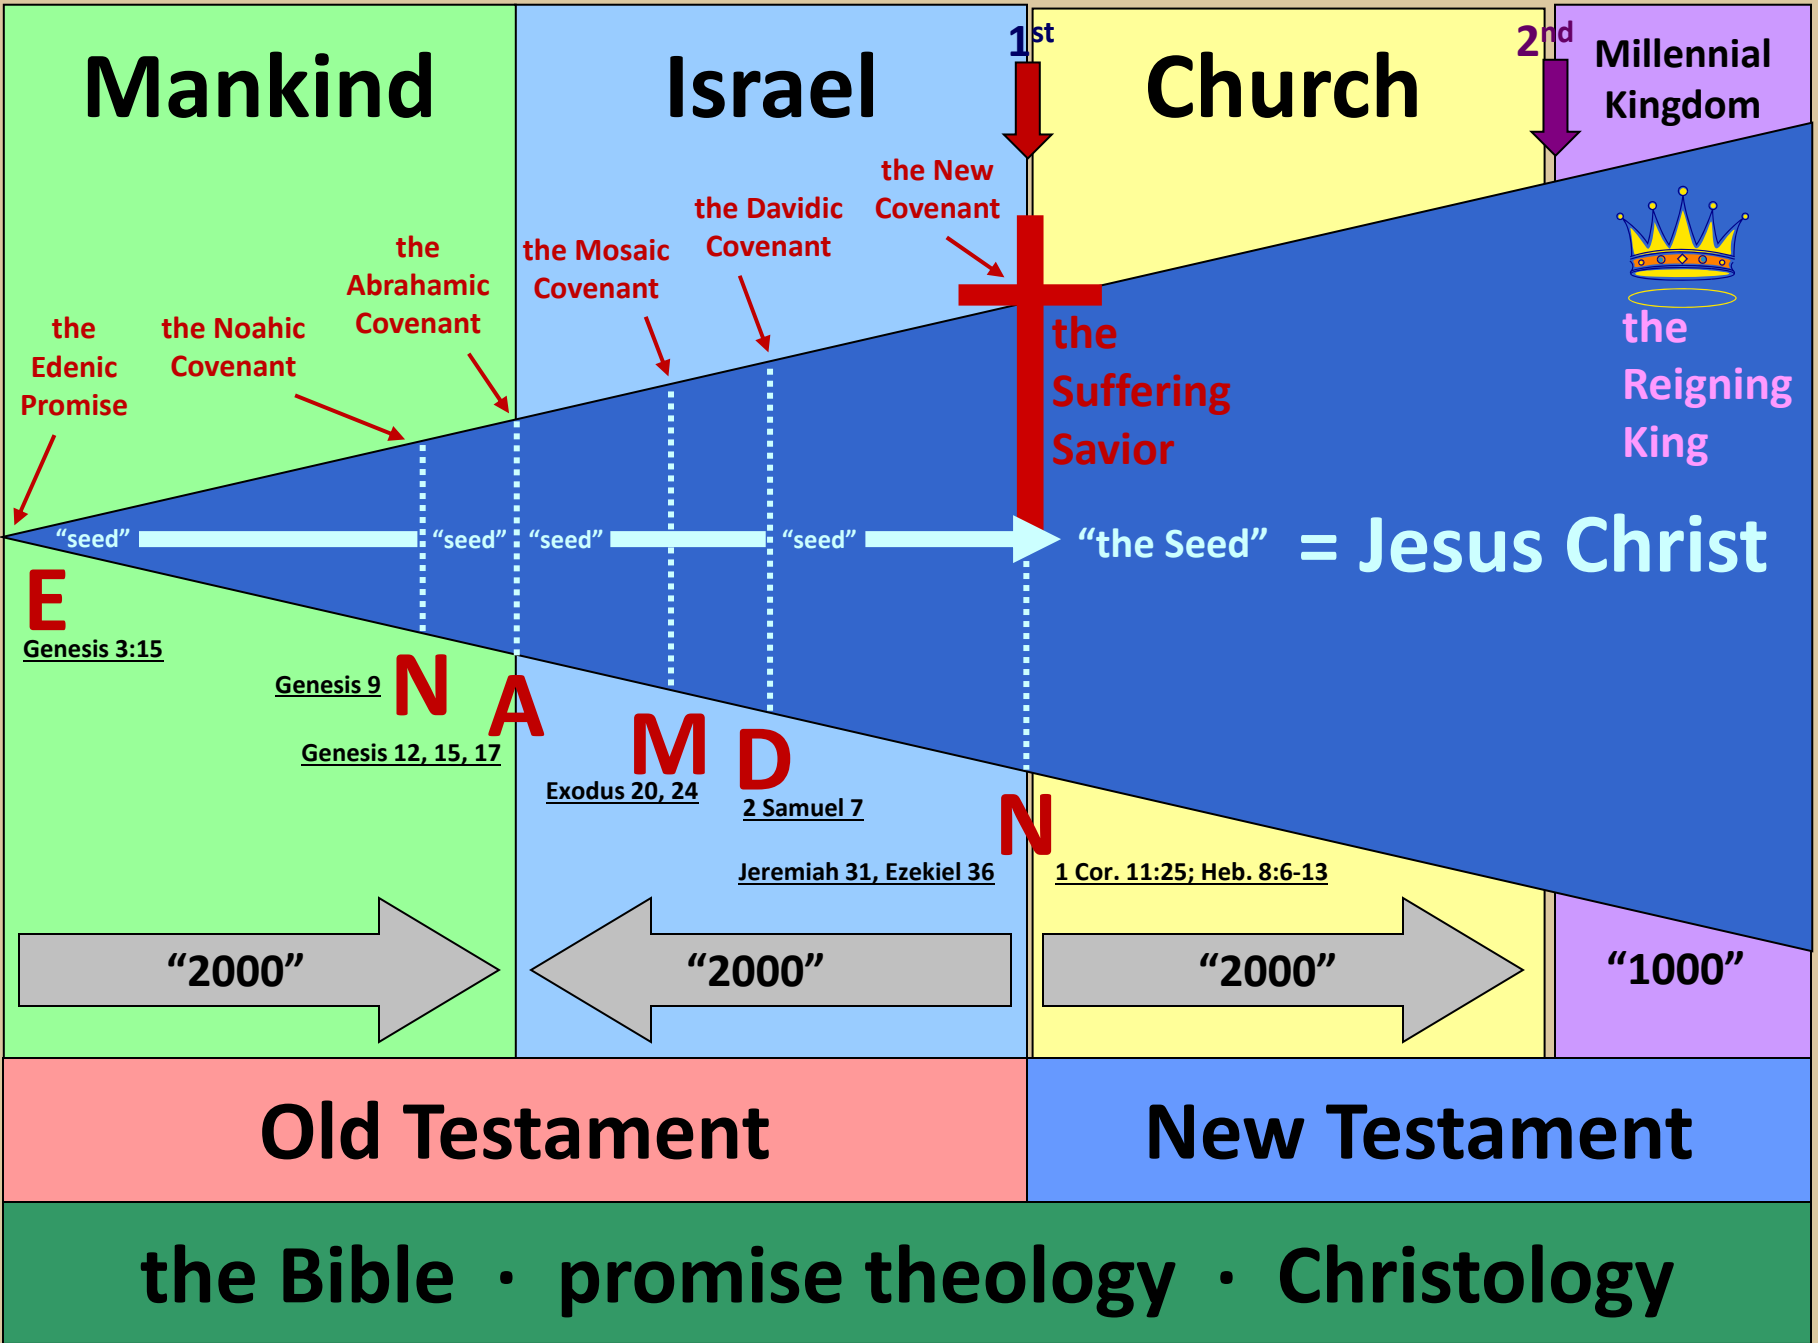 Mankind
Israel
1st
Church
2nd
Millennial
Kingdom
the
Edenic
Promise
the Noahic
Covenant
the
Abrahamic
Covenant
the Mosaic
Covenant
the Davidic
Covenant
the New
Covenant
the
Suffering
Savior
the
Reigning
King
“seed”
“seed”
“seed”
“seed”
“the Seed”
= Jesus Christ
E
Genesis 3:15
Genesis 9
N
A
Genesis 12, 15, 17
M
Exodus 20, 24
D
2 Samuel 7
N
Jeremiah 31, Ezekiel 36
1 Cor. 11:25; Heb. 8:6-13
“2000”
“2000”
“2000”
“1000”
Old Testament
New Testament
the Bible · promise theology · Christology